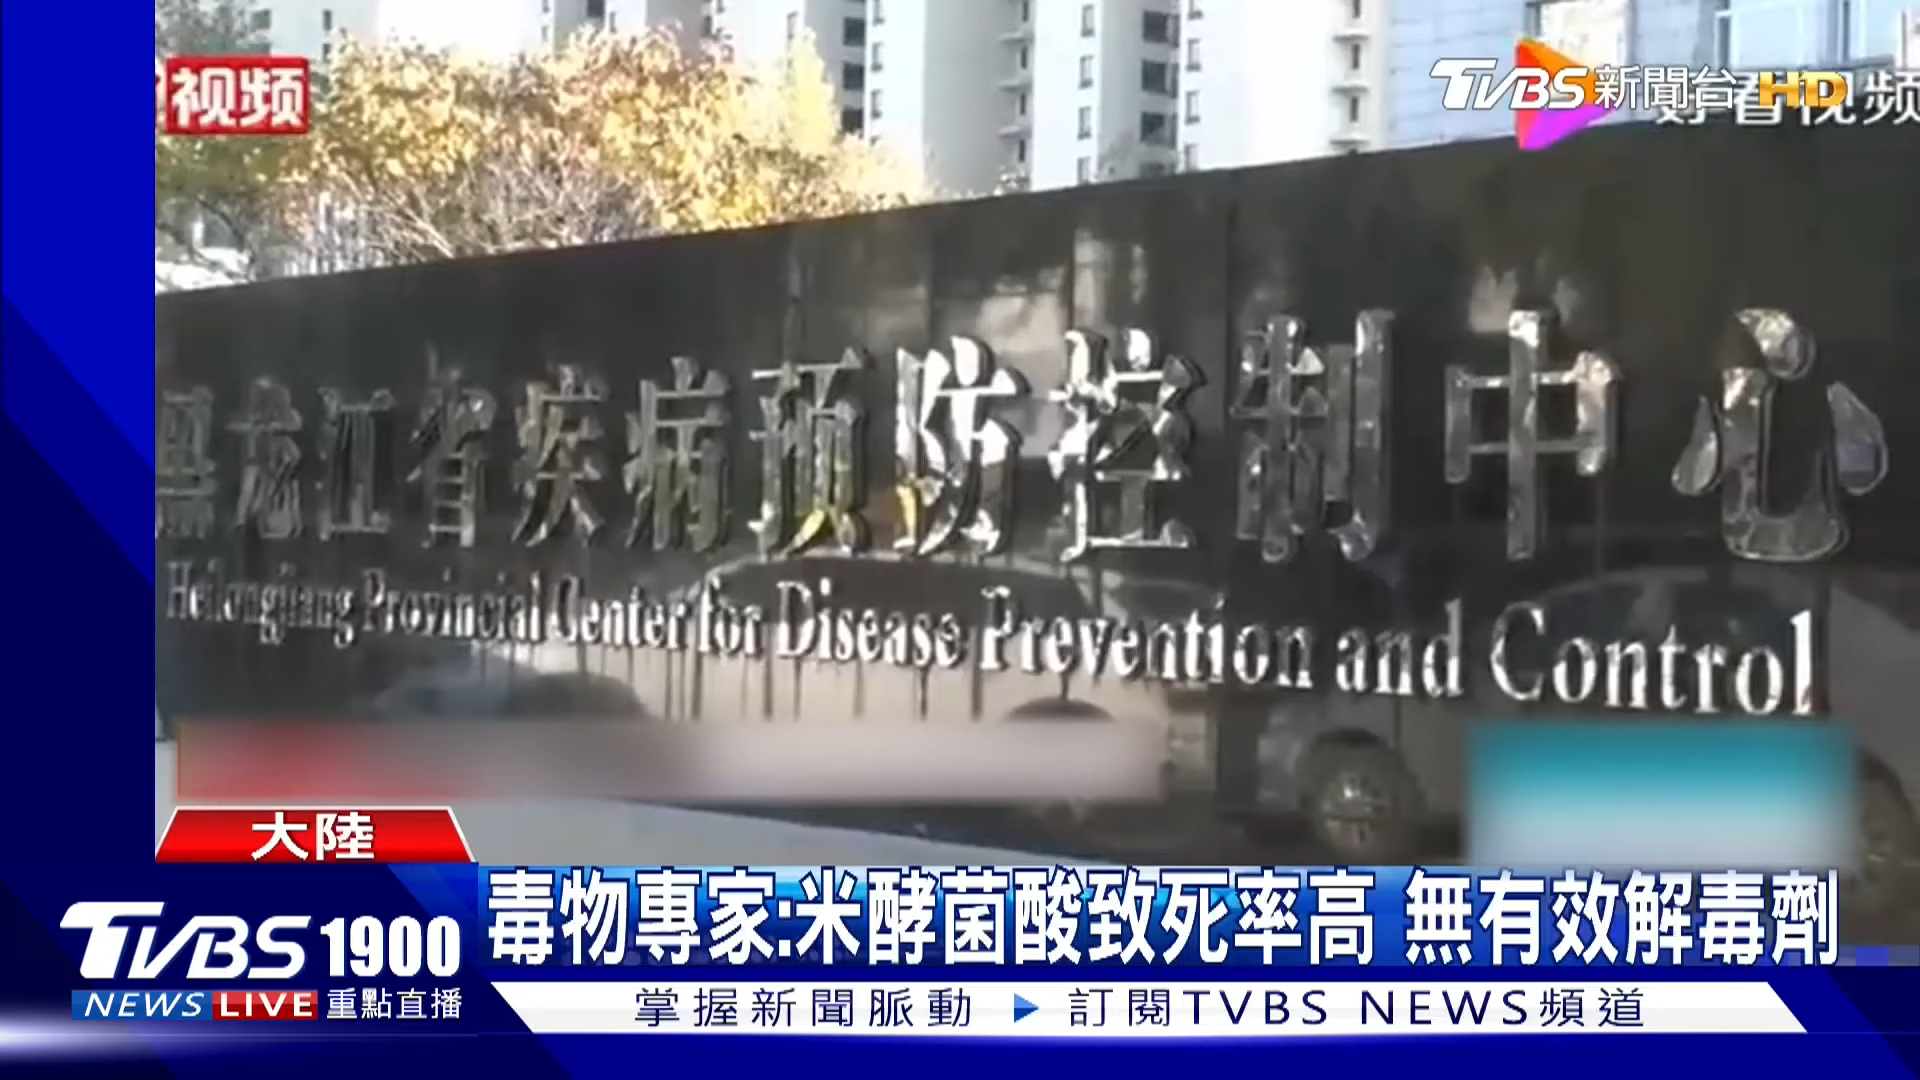 视频
TVBS新聞台HD
好看视频
黑龙江省疾病预防控制中心
Heilongjiang Provincial Center for Disease Prevention and Control
大陸
毒物專家:米酵菌酸致死率高 無有效解毒劑
TVBS 1900
NEWS LIVE 重點直播
掌握新聞脈動 ▶ 訂閱TVBS NEWS頻道